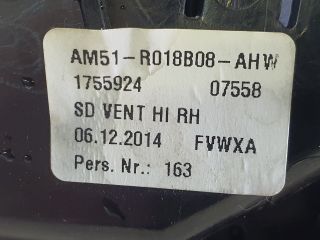 AM51-R018B08-AHW
1755924 07558
SD VENT HI RH
06.12.2014 FVWXA
Pers. Nr.: 163